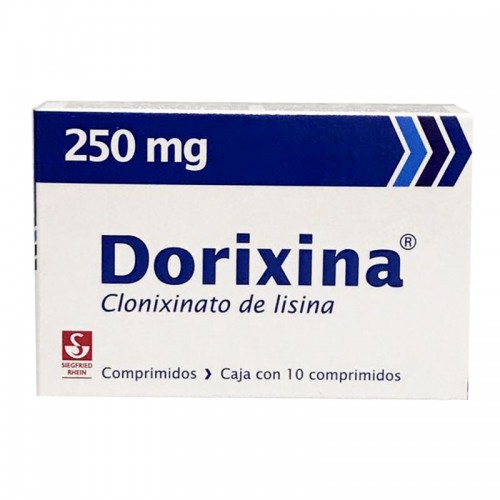 250 mg
Dorixina®
Clonixinato de lisina
SIEGFRIED
RHEIN
Comprimidos ❯ Caja con 10 comprimidos